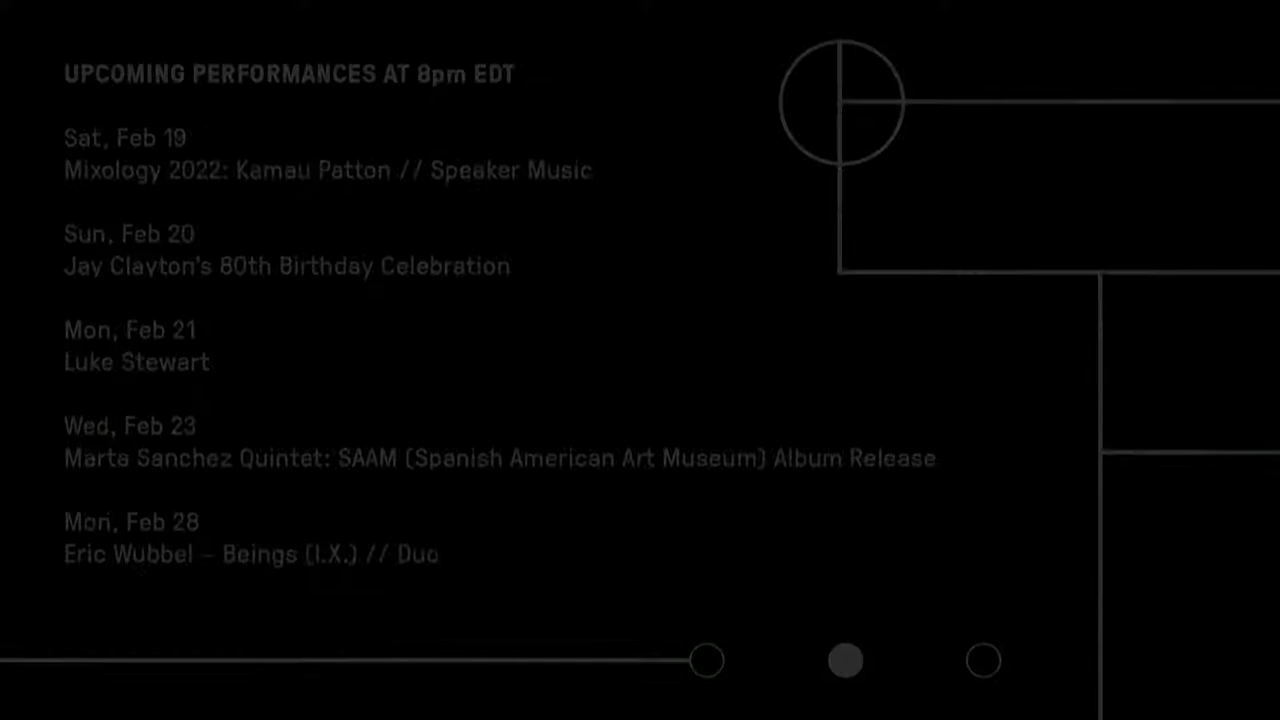 UPCOMING PERFORMANCES AT 8pm EDT
Sat, Feb 19
Mixology 2022: Kamau Patton // Speaker Music
Sun, Feb 20
Jay Clayton's 80th Birthday Celebration
Mon, Feb 21
Luke Stewart
Wed, Feb 23
Marta Sanchez Quintet: SAAM (Spanish American Art Museum) Album Release
Mon, Feb 28
Eric Wubbel – Beings (I.X.) // Duo